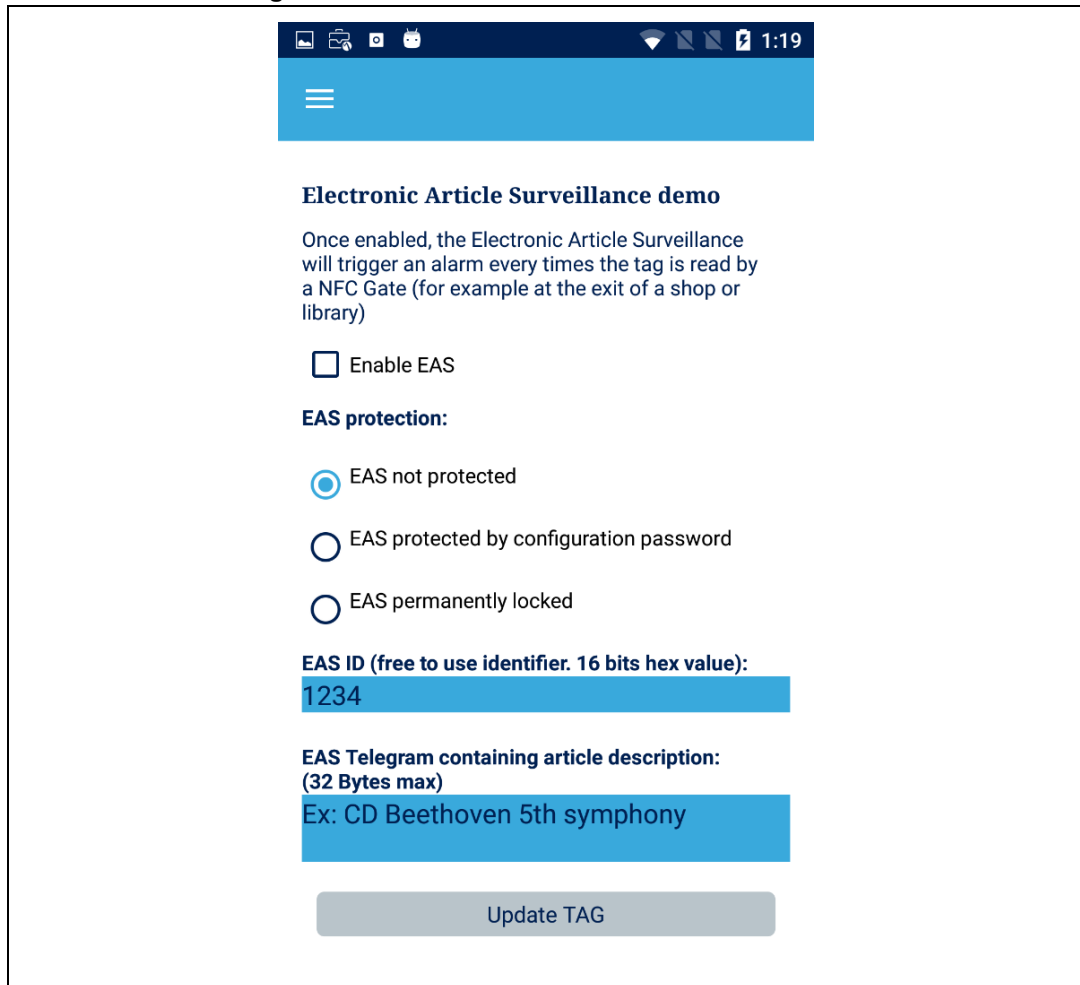 1:19
Electronic Article Surveillance demo
Once enabled, the Electronic Article Surveillance
will trigger an alarm every times the tag is read by
a NFC Gate (for example at the exit of a shop or
library)
Enable EAS
EAS protection:
EAS not protected
EAS protected by configuration password
EAS permanently locked
EAS ID (free to use identifier. 16 bits hex value):
1234
EAS Telegram containing article description:
(32 Bytes max)
Ex: CD Beethoven 5th symphony
Update TAG